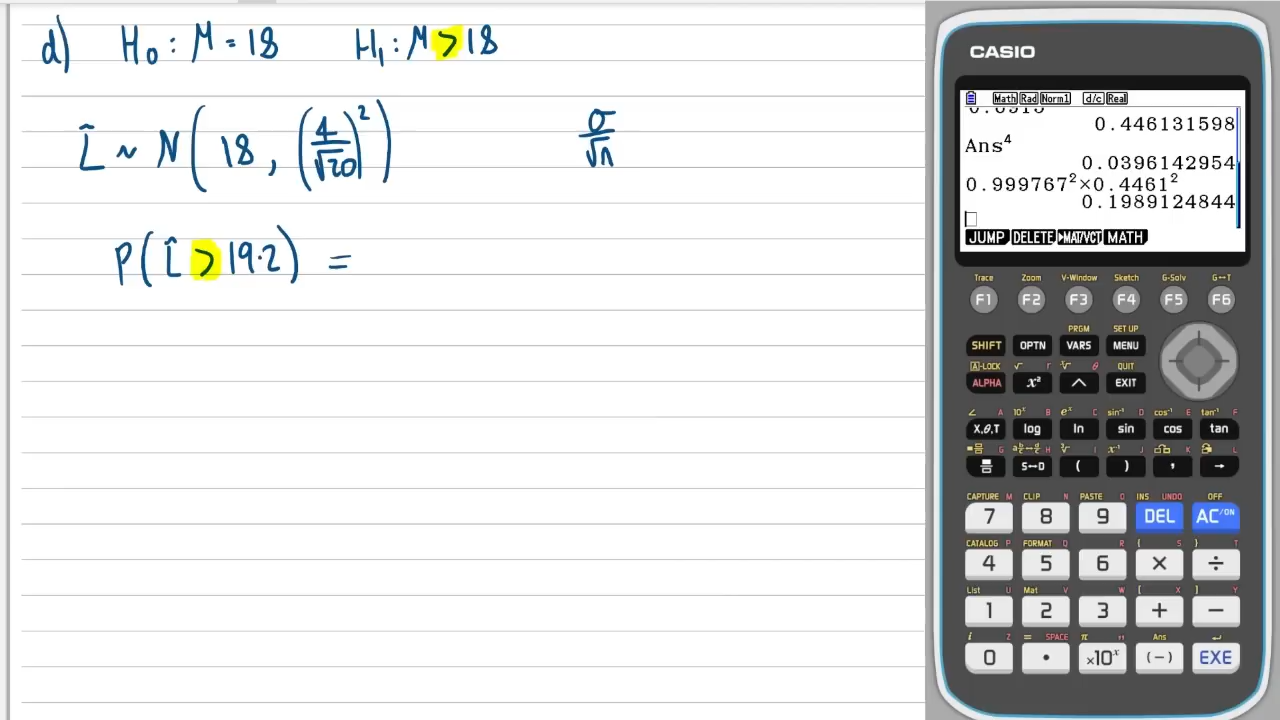 d) H₀ : μ = 18 H₁ : μ > 18
L̄ ~ N( 18 , (4/√20)² ) σ/√n
P( L̄ > 19.2 ) =
CASIO
Math Rad Norm1 d/c Real
0.446131598
Ans⁴
0.0396142954
0.999767²×0.4461²
0.1989124844
JUMP DELETE ▶MAT/VCT MATH
Trace Zoom V-Window Sketch G-Solv G↔T
F1 F2 F3 F4 F5 F6
PRGM SET UP
SHIFT OPTN VARS MENU
A-LOCK √ r ˣ√ θ QUIT
ALPHA x² ^ EXIT
∠ A 10ˣ B eˣ C sin⁻¹ D cos⁻¹ E tan⁻¹ F
X,θ,T log ln sin cos tan
G H ³√ I x⁻¹ J K L
S↔D ( ) , →
CAPTURE M CLIP N PASTE O INS UNDO OFF
7 8 9 DEL AC/ON
CATALOG P FORMAT Q R { S } T
4 5 6 × ÷
List U Mat V W [ X ] Y
1 2 3 + −
i Z = SPACE π " Ans ↵
0 • ×10ˣ (−) EXE